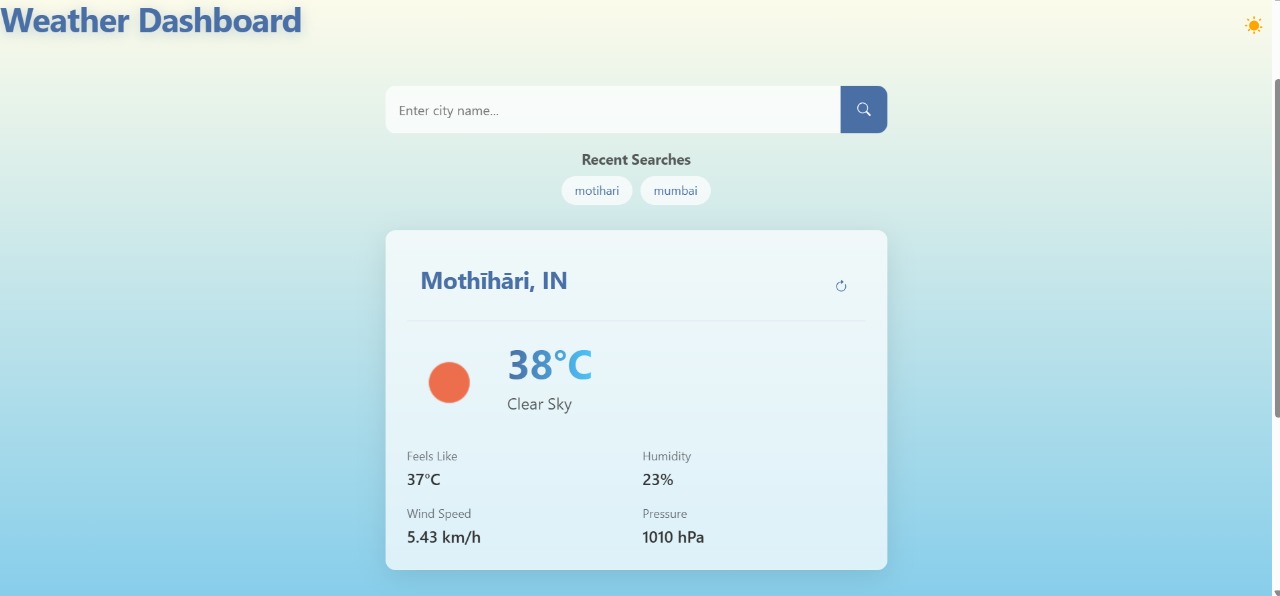 Weather Dashboard
Enter city name...
Recent Searches
motihari mumbai
Mothīhāri, IN
38°C
Clear Sky
Feels Like Humidity
37°C 23%
Wind Speed Pressure
5.43 km/h 1010 hPa